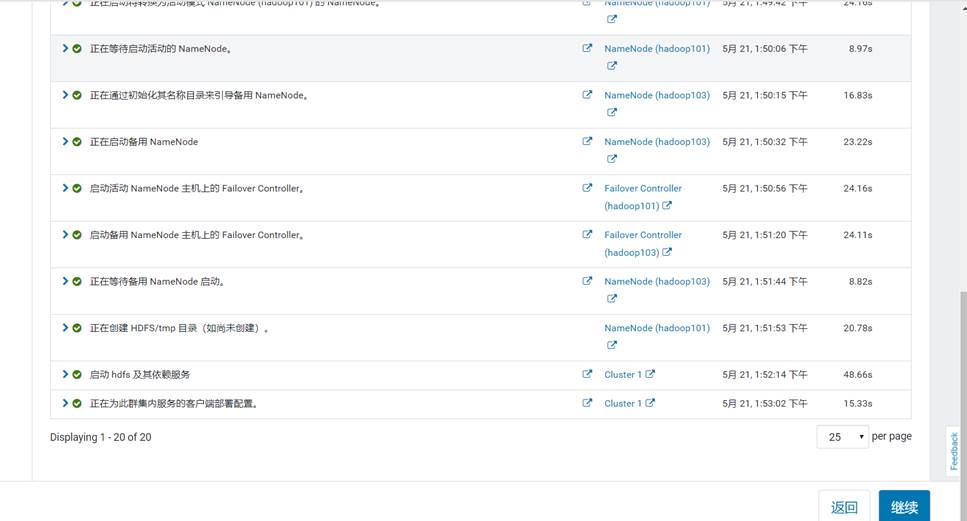 正在启动将转换为活动模式 NameNode (hadoop101) 的 NameNode。 NameNode (hadoop101) 5月 21, 1:49:42 下午 24.16s
正在等待启动活动的 NameNode。 NameNode (hadoop101) 5月 21, 1:50:06 下午 8.97s
正在通过初始化其名称目录来引导备用 NameNode。 NameNode (hadoop103) 5月 21, 1:50:15 下午 16.83s
正在启动备用 NameNode NameNode (hadoop103) 5月 21, 1:50:32 下午 23.22s
启动活动 NameNode 主机上的 Failover Controller。 Failover Controller 5月 21, 1:50:56 下午 24.16s
(hadoop101)
启动备用 NameNode 主机上的 Failover Controller。 Failover Controller 5月 21, 1:51:20 下午 24.11s
(hadoop103)
正在等待备用 NameNode 启动。 NameNode (hadoop103) 5月 21, 1:51:44 下午 8.82s
正在创建 HDFS/tmp 目录（如尚未创建）。 NameNode (hadoop101) 5月 21, 1:51:53 下午 20.78s
启动 hdfs 及其依赖服务 Cluster 1 5月 21, 1:52:14 下午 48.66s
正在为此群集内服务的客户端部署配置。 Cluster 1 5月 21, 1:53:02 下午 15.33s
Displaying 1 - 20 of 20 25 per page
Feedback
返回 继续